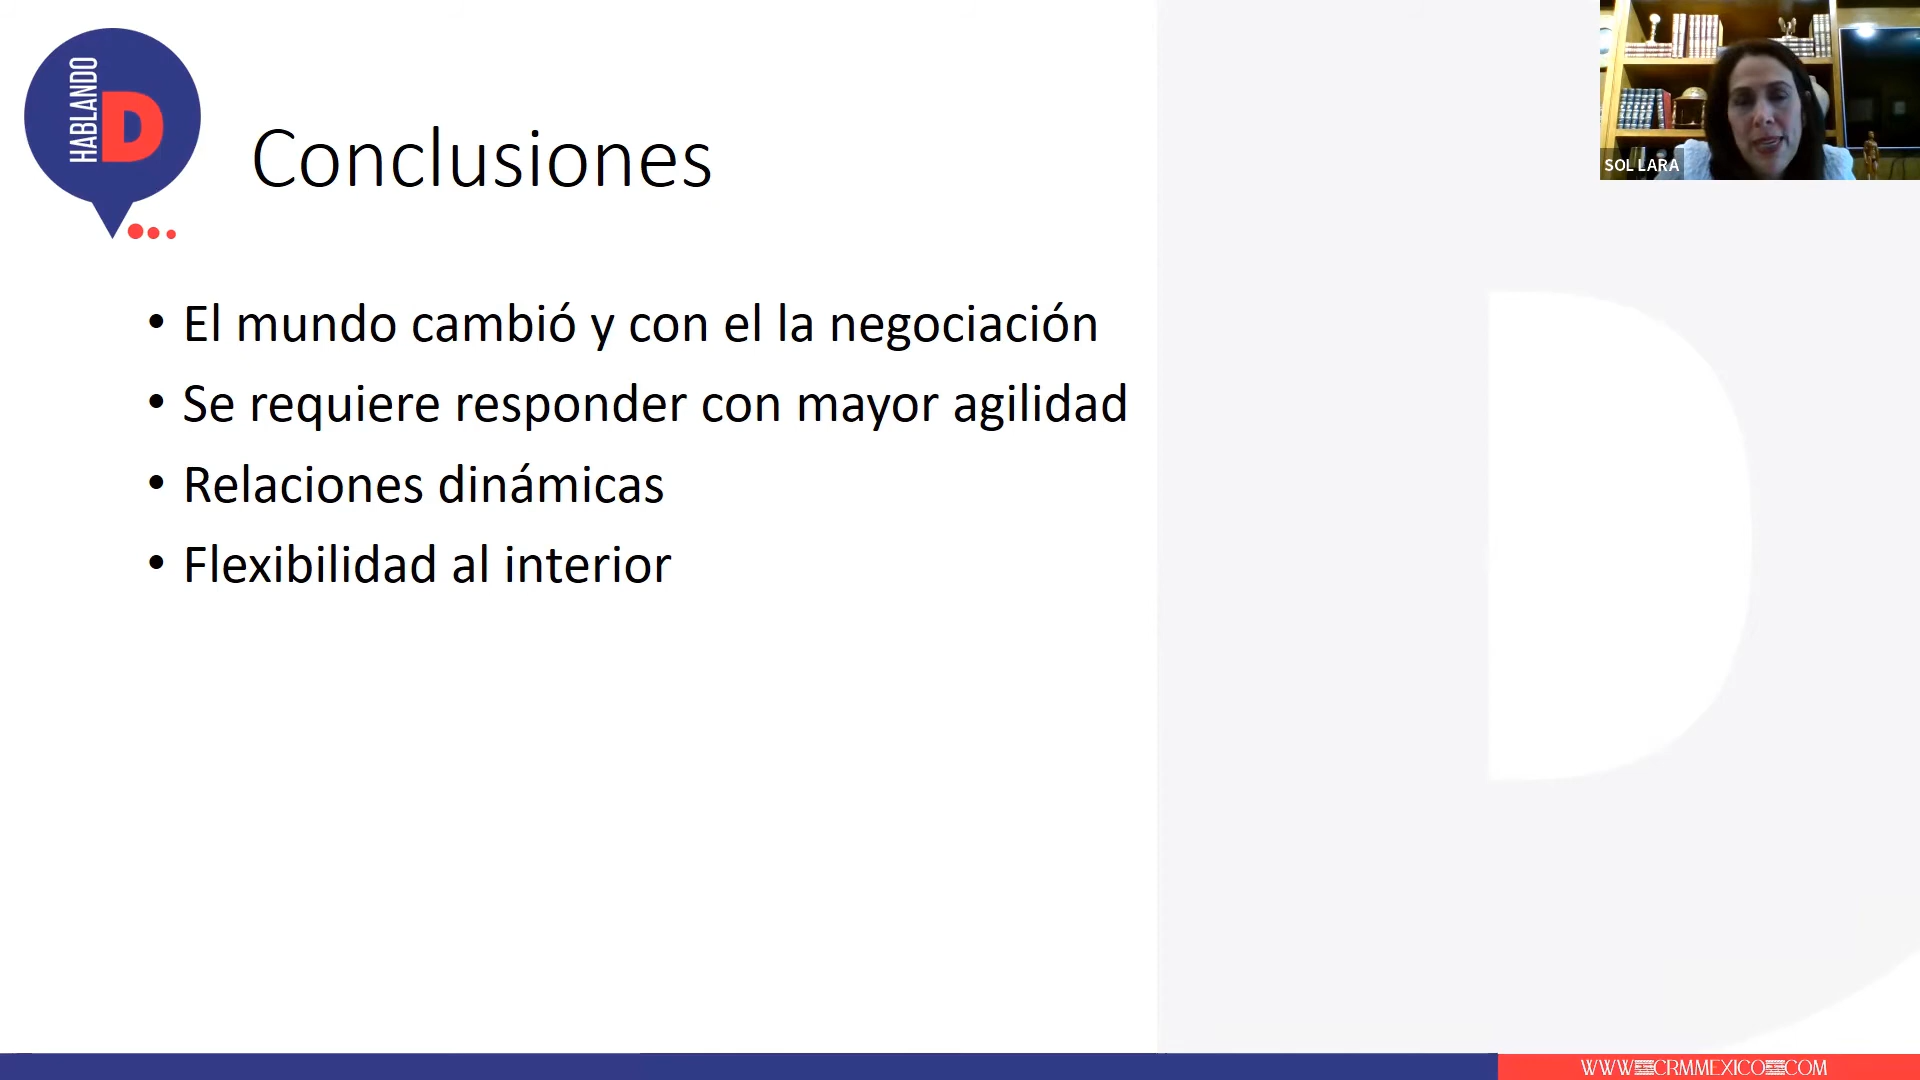 HABLANDO
D
Conclusiones
SOL LARA
• El mundo cambió y con el la negociación
• Se requiere responder con mayor agilidad
• Relaciones dinámicas
• Flexibilidad al interior
WWW CRMMEXICO COM